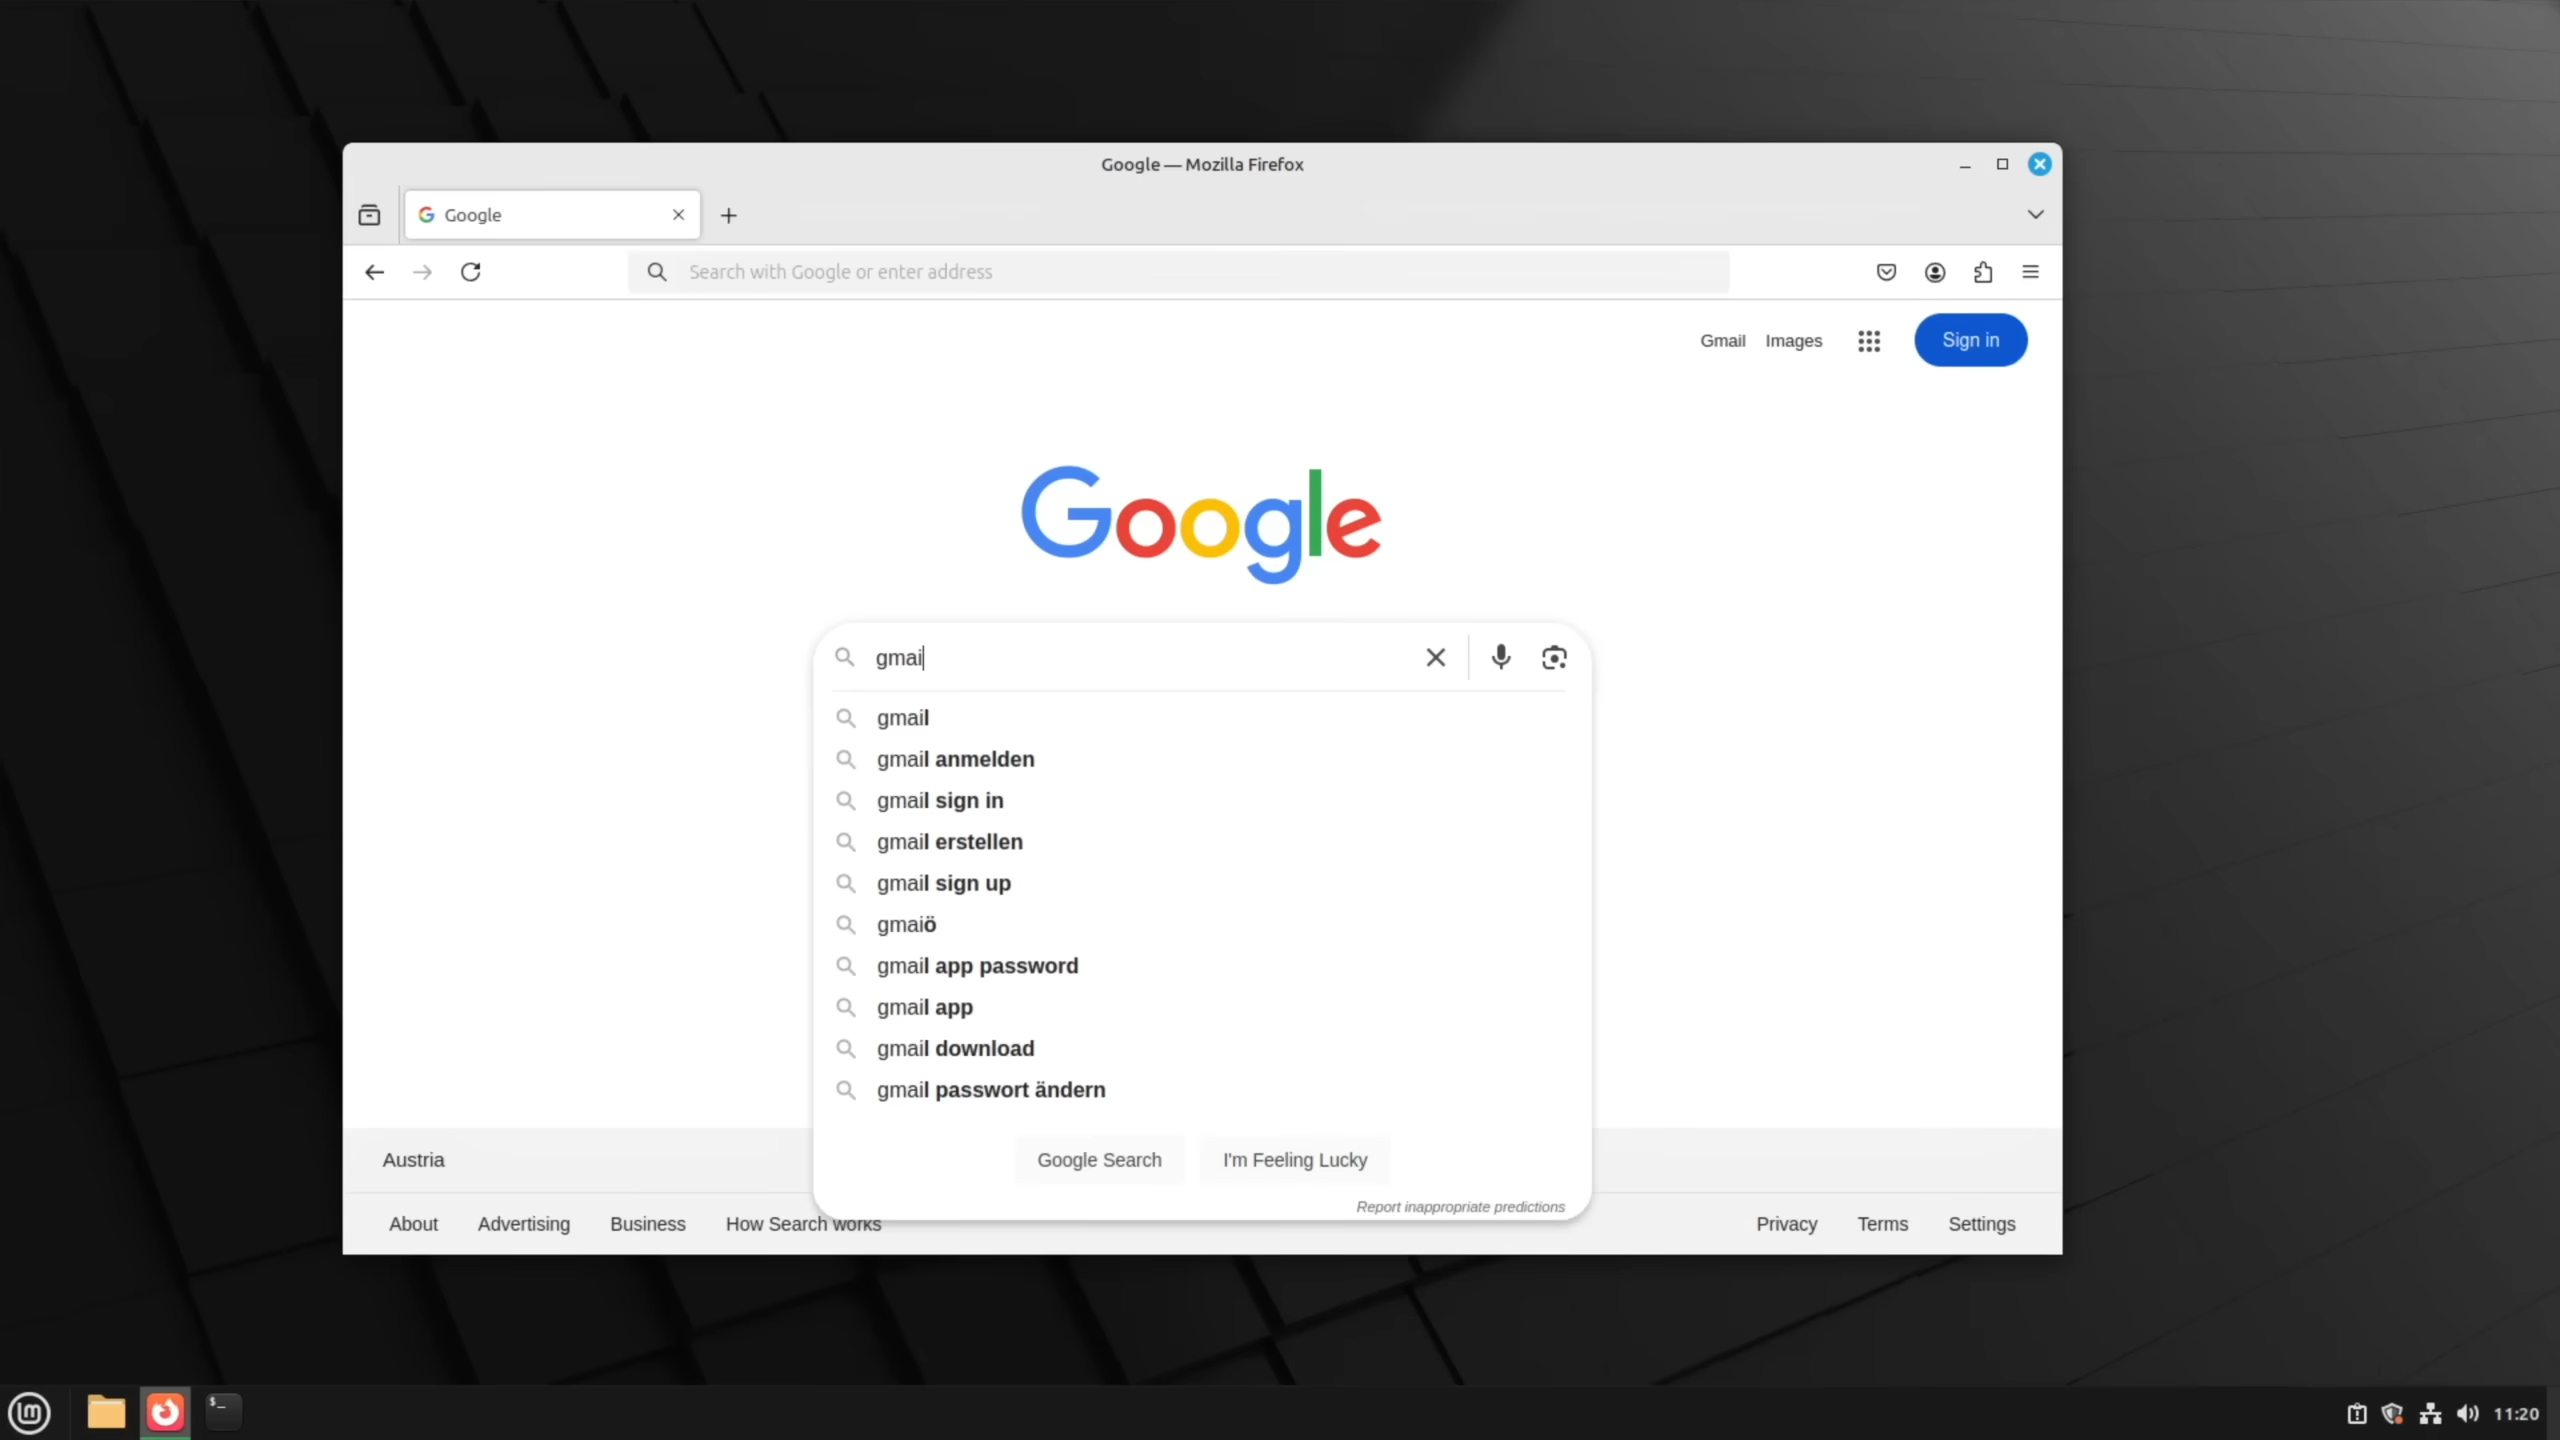 Google — Mozilla Firefox
Google
Search with Google or enter address
Gmail Images Sign in
Google
gmai
gmail
gmail anmelden
gmail sign in
gmail erstellen
gmail sign up
gmaiö
gmail app password
gmail app
gmail download
gmail passwort ändern
Google Search I'm Feeling Lucky
Report inappropriate predictions
Austria
About Advertising Business How Search works Privacy Terms Settings
$_
11:20